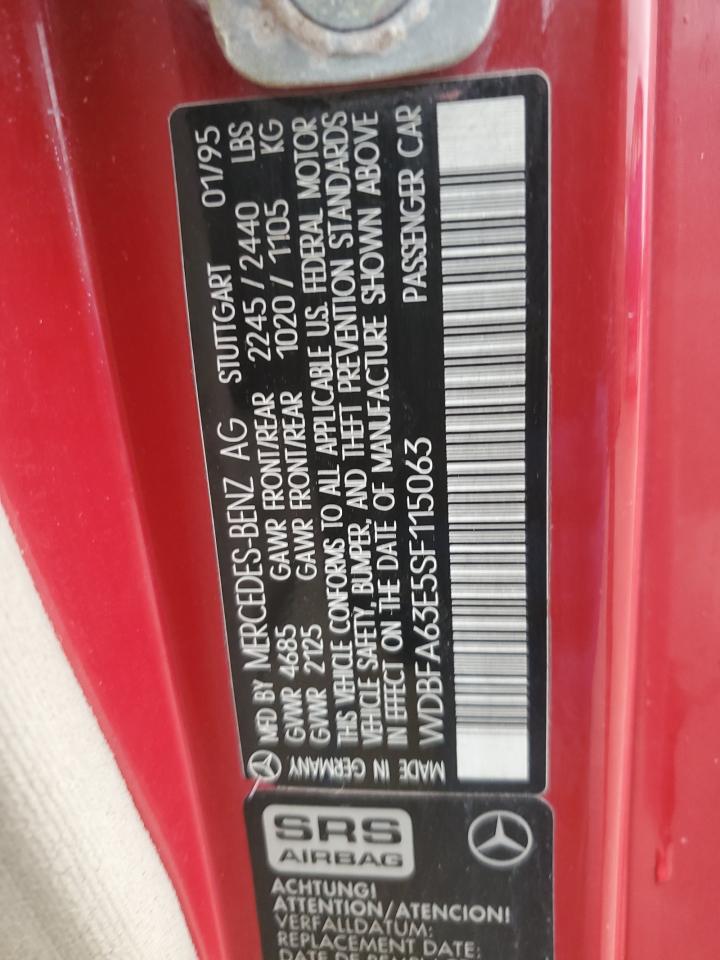 MFD BY MERCEDES-BENZ AG STUTTGART 01/95
GVWR 4685 GAWR FRONT/REAR 2245 / 2440 LBS
GVWR 2125 GAWR FRONT/REAR 1020 / 1105 KG
THIS VEHICLE CONFORMS TO ALL APPLICABLE U.S. FEDERAL MOTOR
VEHICLE SAFETY, BUMPER, AND THEFT PREVENTION STANDARDS
IN EFFECT ON THE DATE OF MANUFACTURE SHOWN ABOVE
WDBFA63E5SF115063 PASSENGER CAR
MADE IN GERMANY
SRS
AIRBAG
ACHTUNG!
ATTENTION/ATENCION!
VERFALLDATUM:
REPLACEMENT DATE: